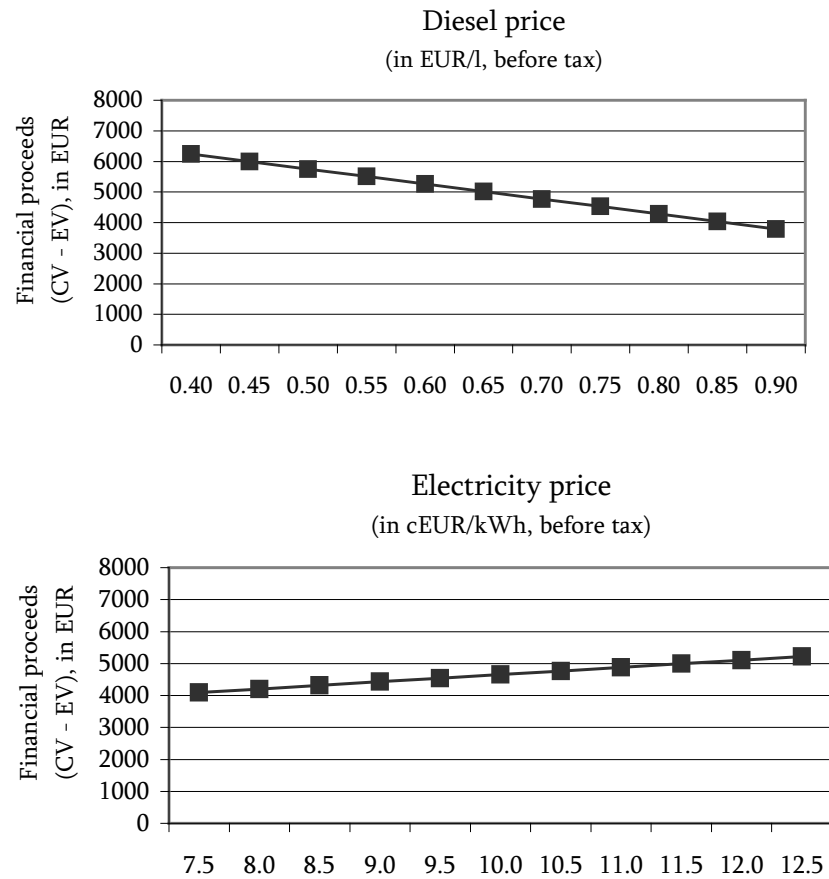 Diesel price
(in EUR/l, before tax)
Financial proceeds
(CV - EV), in EUR
8000
7000
6000
5000
4000
3000
2000
1000
0
0.40 0.45 0.50 0.55 0.60 0.65 0.70 0.75 0.80 0.85 0.90
Electricity price
(in cEUR/kWh, before tax)
Financial proceeds
(CV - EV), in EUR
8000
7000
6000
5000
4000
3000
2000
1000
0
7.5 8.0 8.5 9.0 9.5 10.0 10.5 11.0 11.5 12.0 12.5